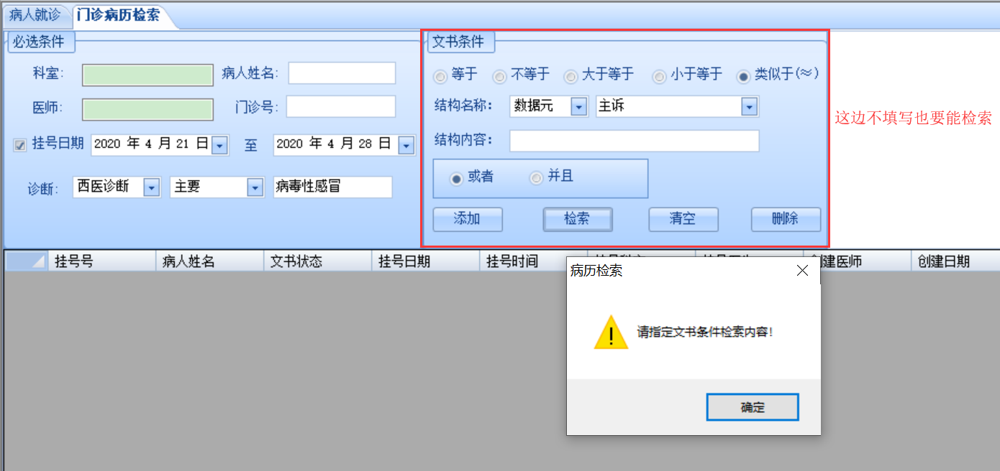 病人就诊 门诊病历检索
必选条件
科室: 病人姓名:
医师: 门诊号:
挂号日期 2020 年 4 月 21 日 至 2020 年 4 月 28 日
诊断: 西医诊断 主要 病毒性感冒
文书条件
等于 不等于 大于等于 小于等于 类似于(≈)
结构名称: 数据元 主诉
结构内容:
或者 并且
添加 检索 清空 删除
这边不填写也要能检索
挂号号 病人姓名 文书状态 挂号日期 挂号时间 建医师 创建日期
病历检索
请指定文书条件检索内容!
确定